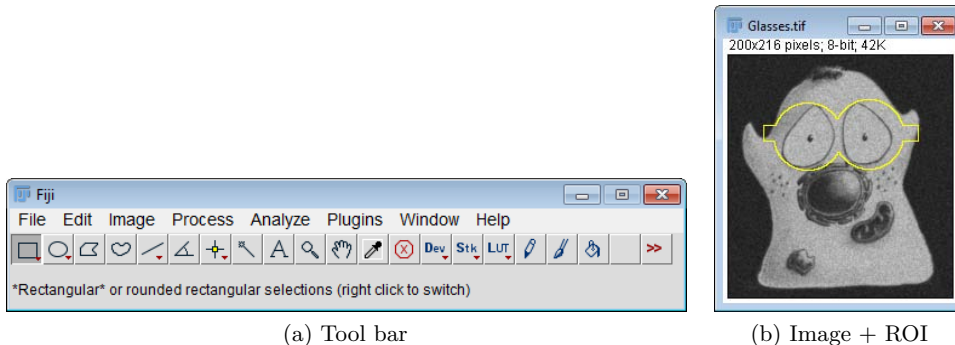 Fiji
File Edit Image Process Analyze Plugins Window Help
A Dev Stk LUT >>
*Rectangular* or rounded rectangular selections (right click to switch)
(a) Tool bar
Glasses.tif
200x216 pixels; 8-bit; 42K
(b) Image + ROI